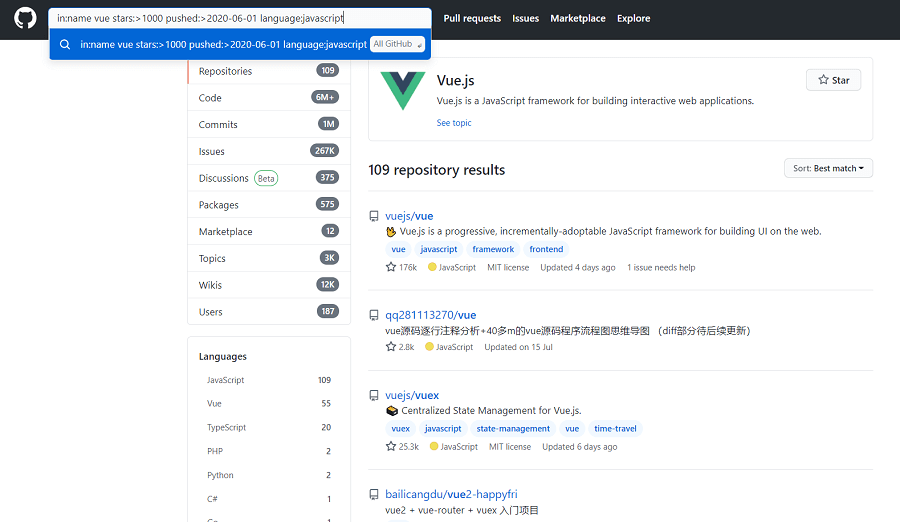 in:name vue stars:>1000 pushed:>2020-06-01 language:javascript
Pull requests Issues Marketplace Explore
in:name vue stars:>1000 pushed:>2020-06-01 language:javascript All GitHub
Repositories 109
Code 6M+
Commits 1M
Issues 267K
Discussions Beta 375
Packages 575
Marketplace 12
Topics 3K
Wikis 12K
Users 187
Languages
JavaScript 109
Vue 55
TypeScript 20
PHP 2
Python 2
C# 1
Vue.js
Star
Vue.js is a JavaScript framework for building interactive web applications.
See topic
109 repository results
Sort: Best match
vuejs/vue
Vue.js is a progressive, incrementally-adoptable JavaScript framework for building UI on the web.
vue javascript framework frontend
176k JavaScript MIT license Updated 4 days ago 1 issue needs help
qq281113270/vue
vue源码逐行注释分析+40多m的vue源码程序流程图思维导图 （diff部分待后续更新）
2.8k JavaScript Updated on 15 Jul
vuejs/vuex
Centralized State Management for Vue.js.
vuex javascript state-management vue time-travel
25.3k JavaScript MIT license Updated 6 days ago
bailicangdu/vue2-happyfri
vue2 + vue-router + vuex 入门项目